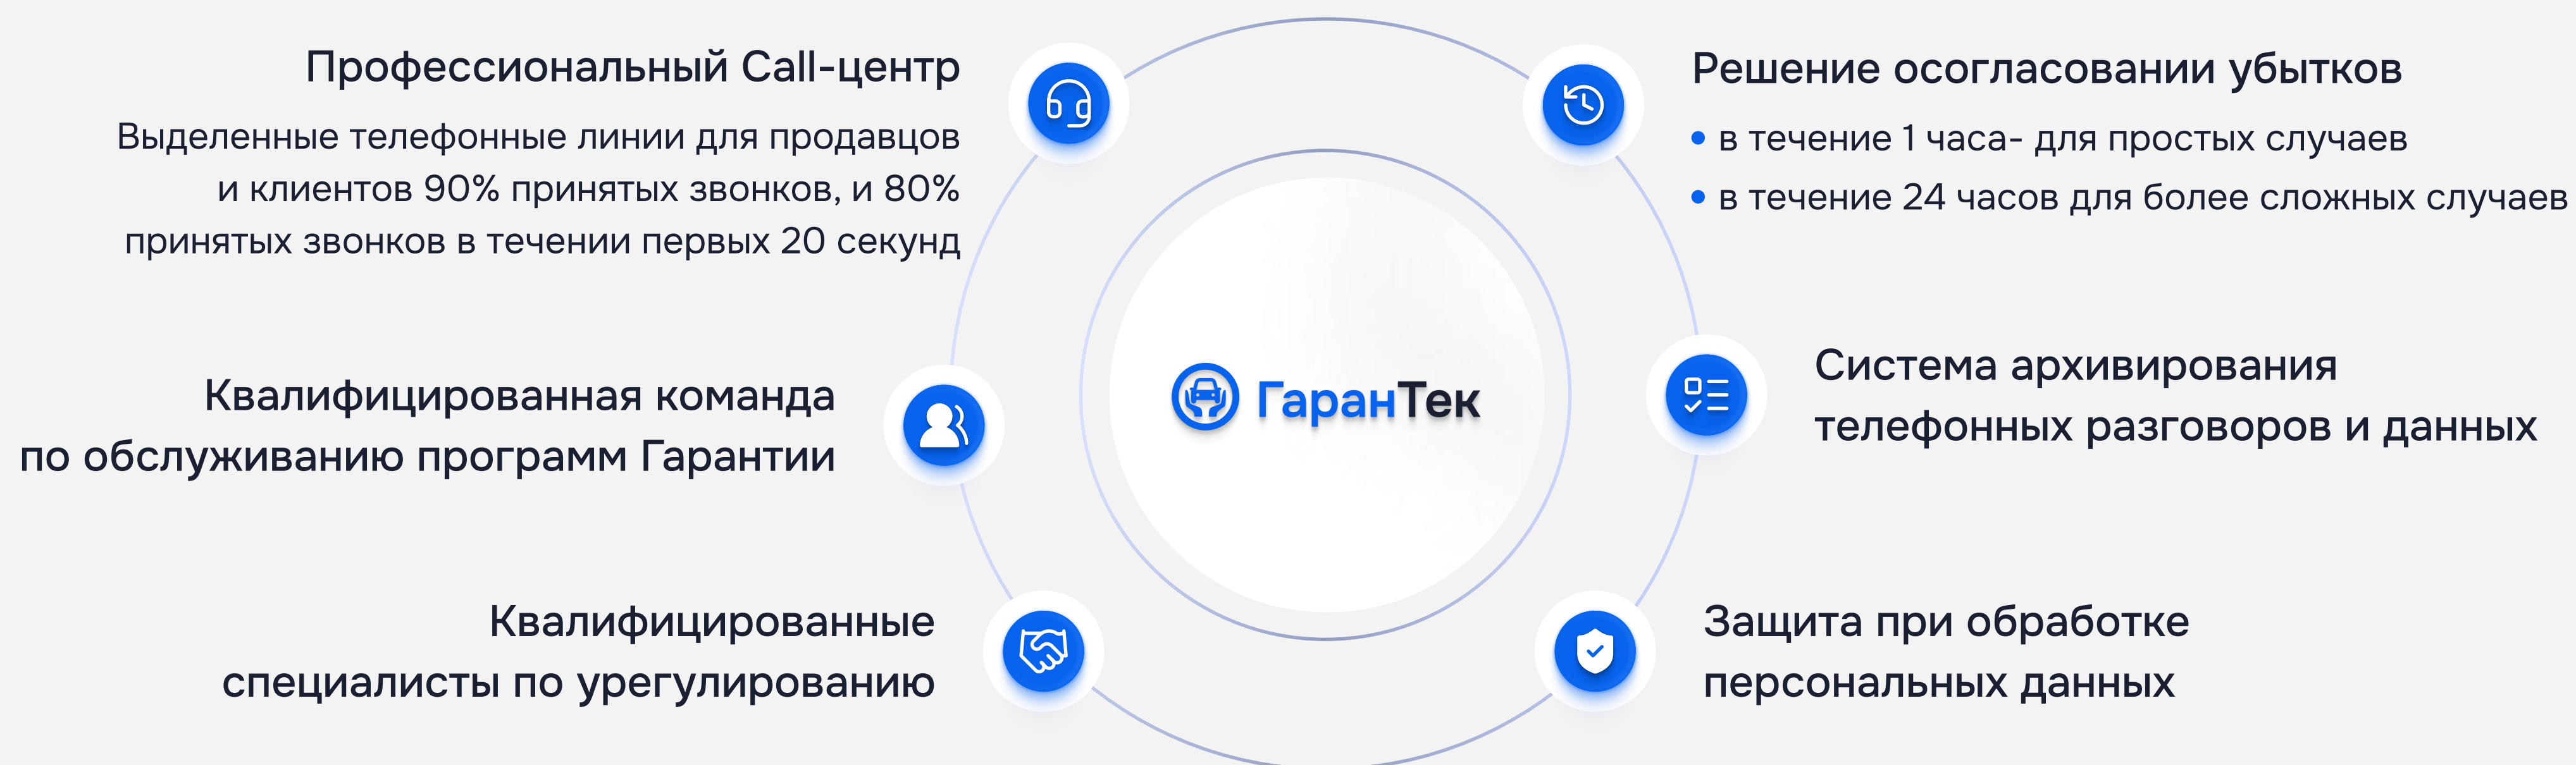 Профессиональный Call-центр
Выделенные телефонные линии для продавцов
и клиентов 90% принятых звонков, и 80%
принятых звонков в течении первых 20 секунд
Квалифицированная команда
по обслуживанию программ Гарантии
Квалифицированные
специалисты по урегулированию
ГаранТек
Решение осогласовании убытков
в течение 1 часа- для простых случаев
в течение 24 часов для более сложных случаев
Система архивирования
телефонных разговоров и данных
Защита при обработке
персональных данных